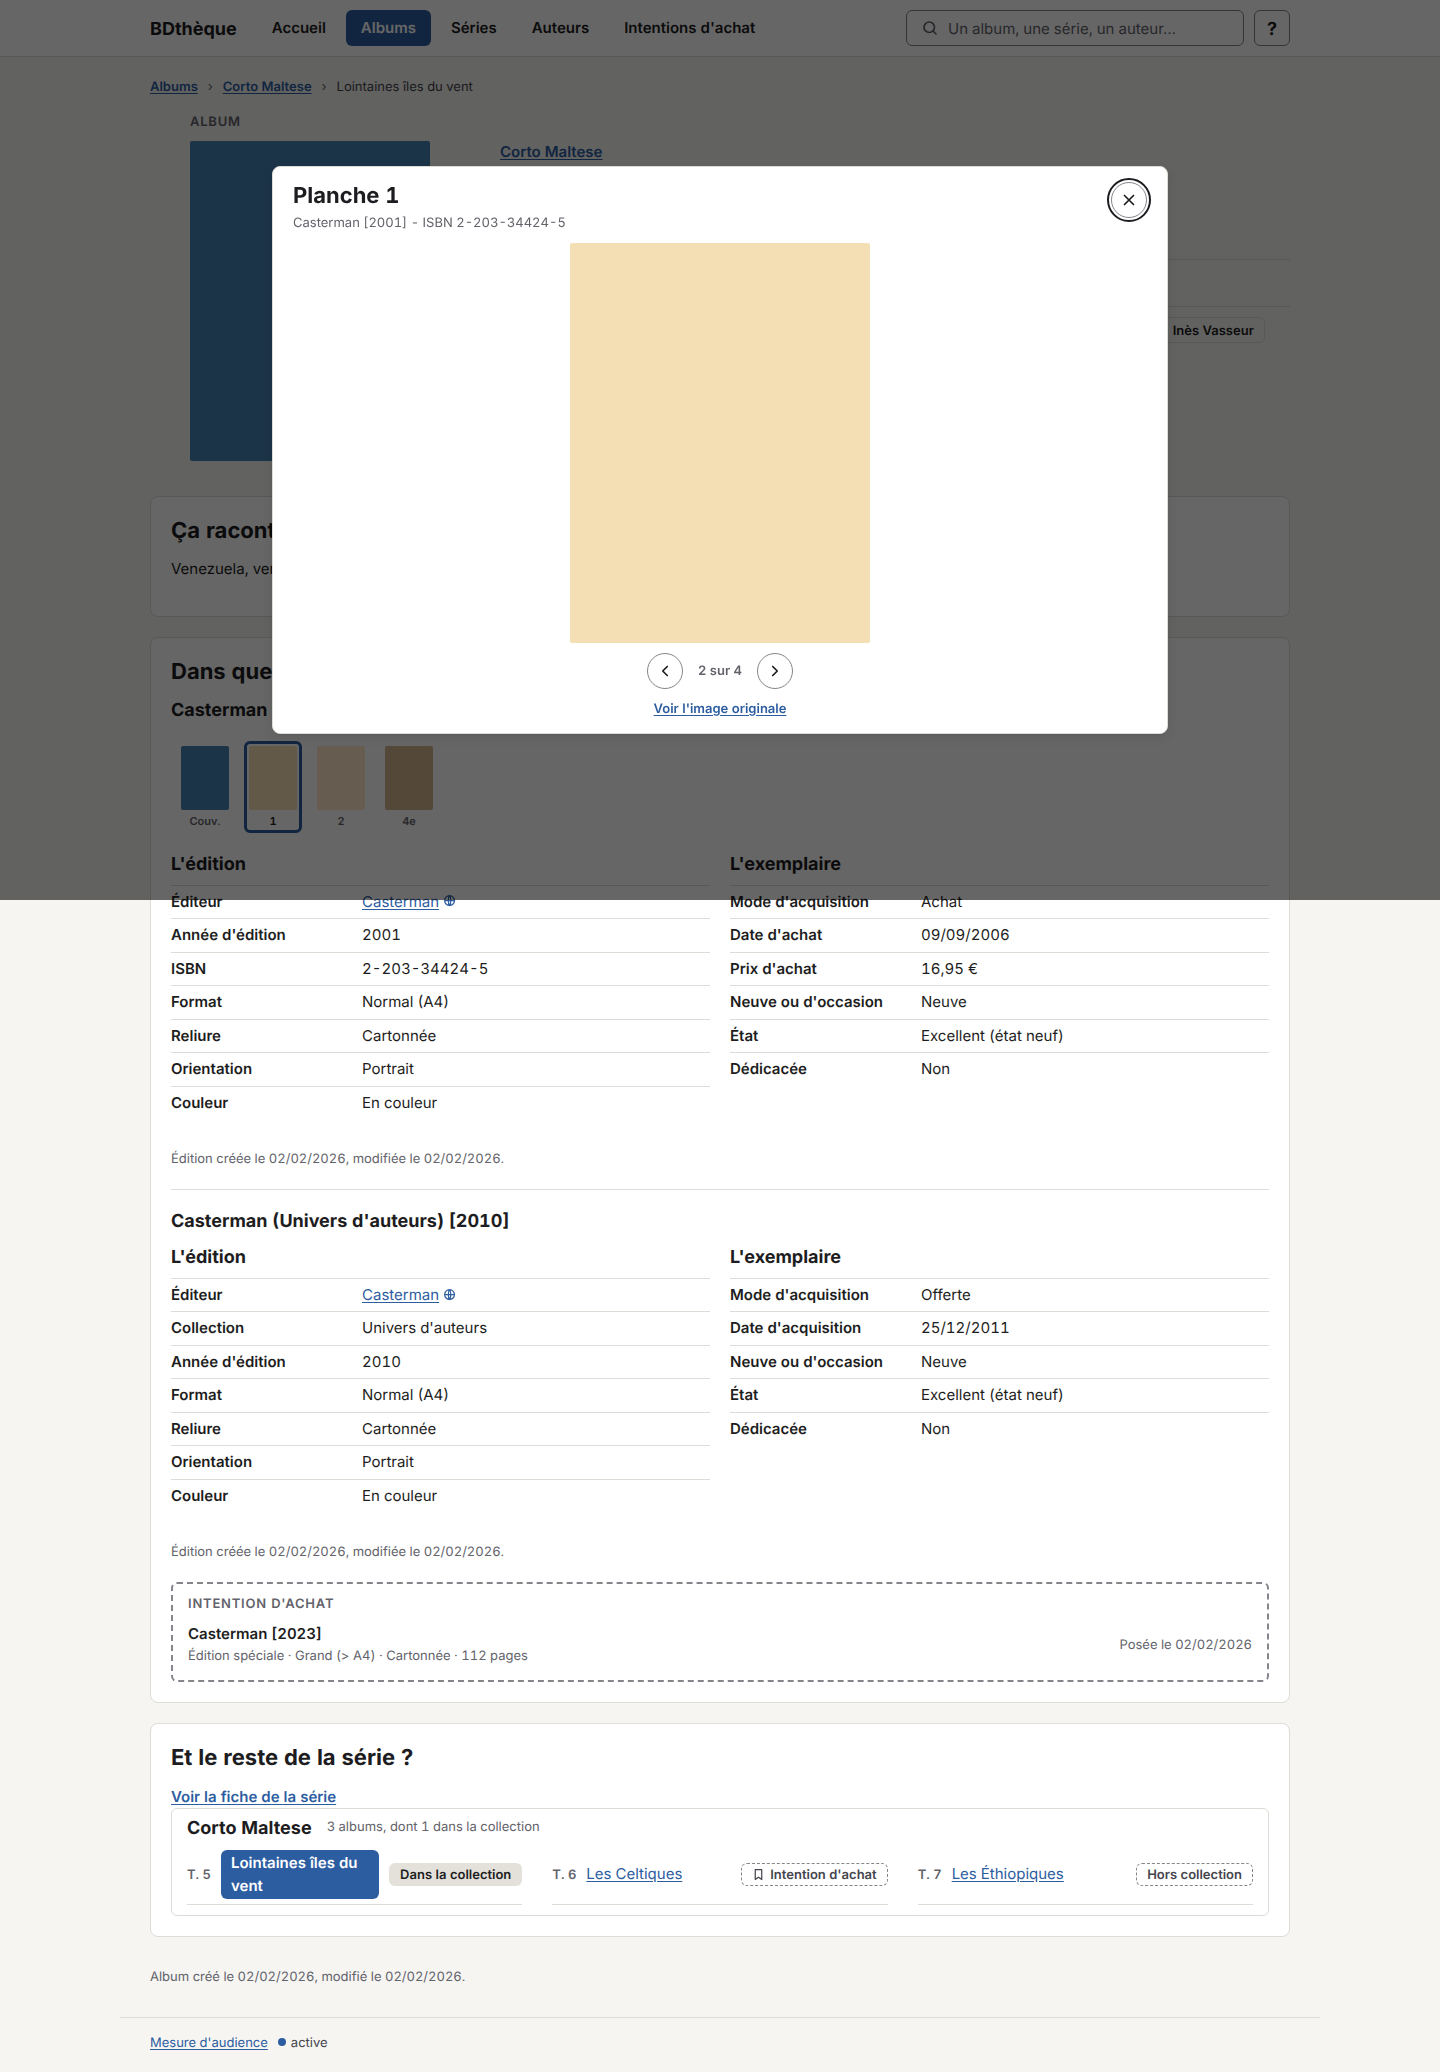 BDthèque Accueil Albums Séries Auteurs Intentions d'achat Un album, une série, un auteur... ?
Albums › Corto Maltese › Lointaines îles du vent
ALBUM
Corto Maltese
Planche 1
Casterman [2001] - ISBN 2-203-34424-5
Inès Vasseur
Ça racont
Venezuela, ver
2 sur 4
Voir l'image originale
Dans que
Casterman
Couv. 1 2 4e
L'édition
Éditeur Casterman
Année d'édition 2001
ISBN 2-203-34424-5
Format Normal (A4)
Reliure Cartonnée
Orientation Portrait
Couleur En couleur
L'exemplaire
Mode d'acquisition Achat
Date d'achat 09/09/2006
Prix d'achat 16,95 €
Neuve ou d'occasion Neuve
État Excellent (état neuf)
Dédicacée Non
Édition créée le 02/02/2026, modifiée le 02/02/2026.
Casterman (Univers d'auteurs) [2010]
L'édition
Éditeur Casterman
Collection Univers d'auteurs
Année d'édition 2010
Format Normal (A4)
Reliure Cartonnée
Orientation Portrait
Couleur En couleur
L'exemplaire
Mode d'acquisition Offerte
Date d'acquisition 25/12/2011
Neuve ou d'occasion Neuve
État Excellent (état neuf)
Dédicacée Non
Édition créée le 02/02/2026, modifiée le 02/02/2026.
INTENTION D'ACHAT
Casterman [2023]
Édition spéciale · Grand (> A4) · Cartonnée · 112 pages
Posée le 02/02/2026
Et le reste de la série ?
Voir la fiche de la série
Corto Maltese 3 albums, dont 1 dans la collection
T. 5 Lointaines îles du
vent
Dans la collection
T. 6 Les Celtiques Intention d'achat
T. 7 Les Éthiopiques Hors collection
Album créé le 02/02/2026, modifié le 02/02/2026.
Mesure d'audience active